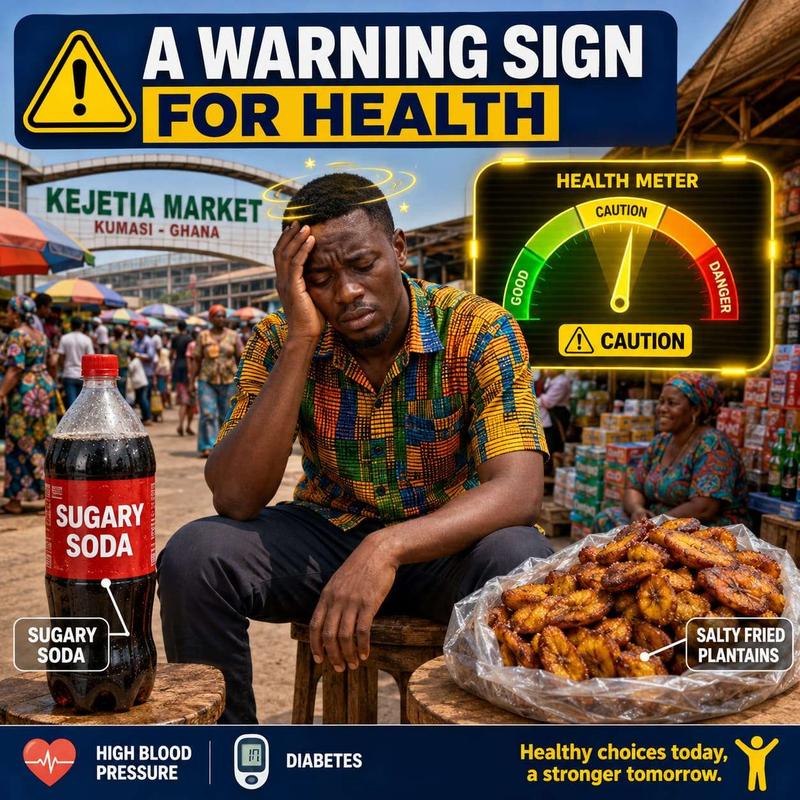 A WARNING SIGN
FOR HEALTH
KEJETIA MARKET
KUMASI - GHANA
HEALTH METER
GOOD
CAUTION
DANGER
CAUTION
SUGARY
SODA
SUGARY
SODA
SALTY FRIED
PLANTAINS
HIGH BLOOD
PRESSURE
DIABETES
Healthy choices today,
a stronger tomorrow.